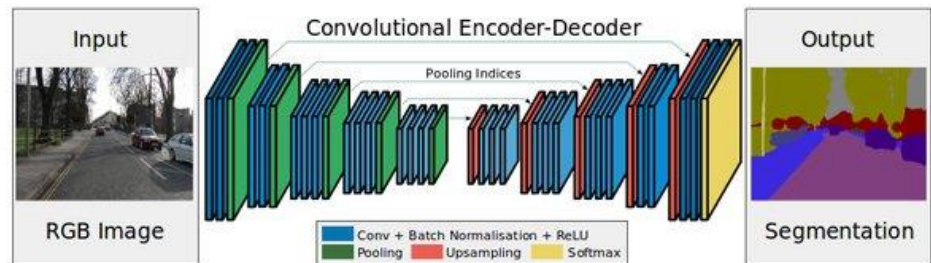 Input
Convolutional Encoder-Decoder
Output
Pooling Indices
RGB Image
Conv + Batch Normalisation + ReLU
Pooling Upsampling Softmax
Segmentation